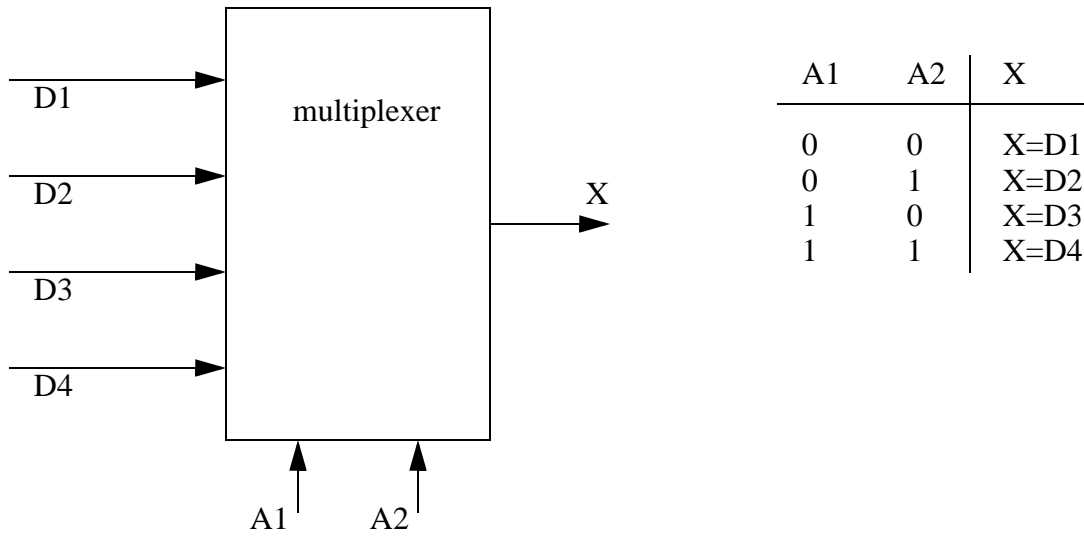 D1
D2
D3
D4
multiplexer
X
A1 A2
A1 A2 X
0 0 X=D1
0 1 X=D2
1 0 X=D3
1 1 X=D4